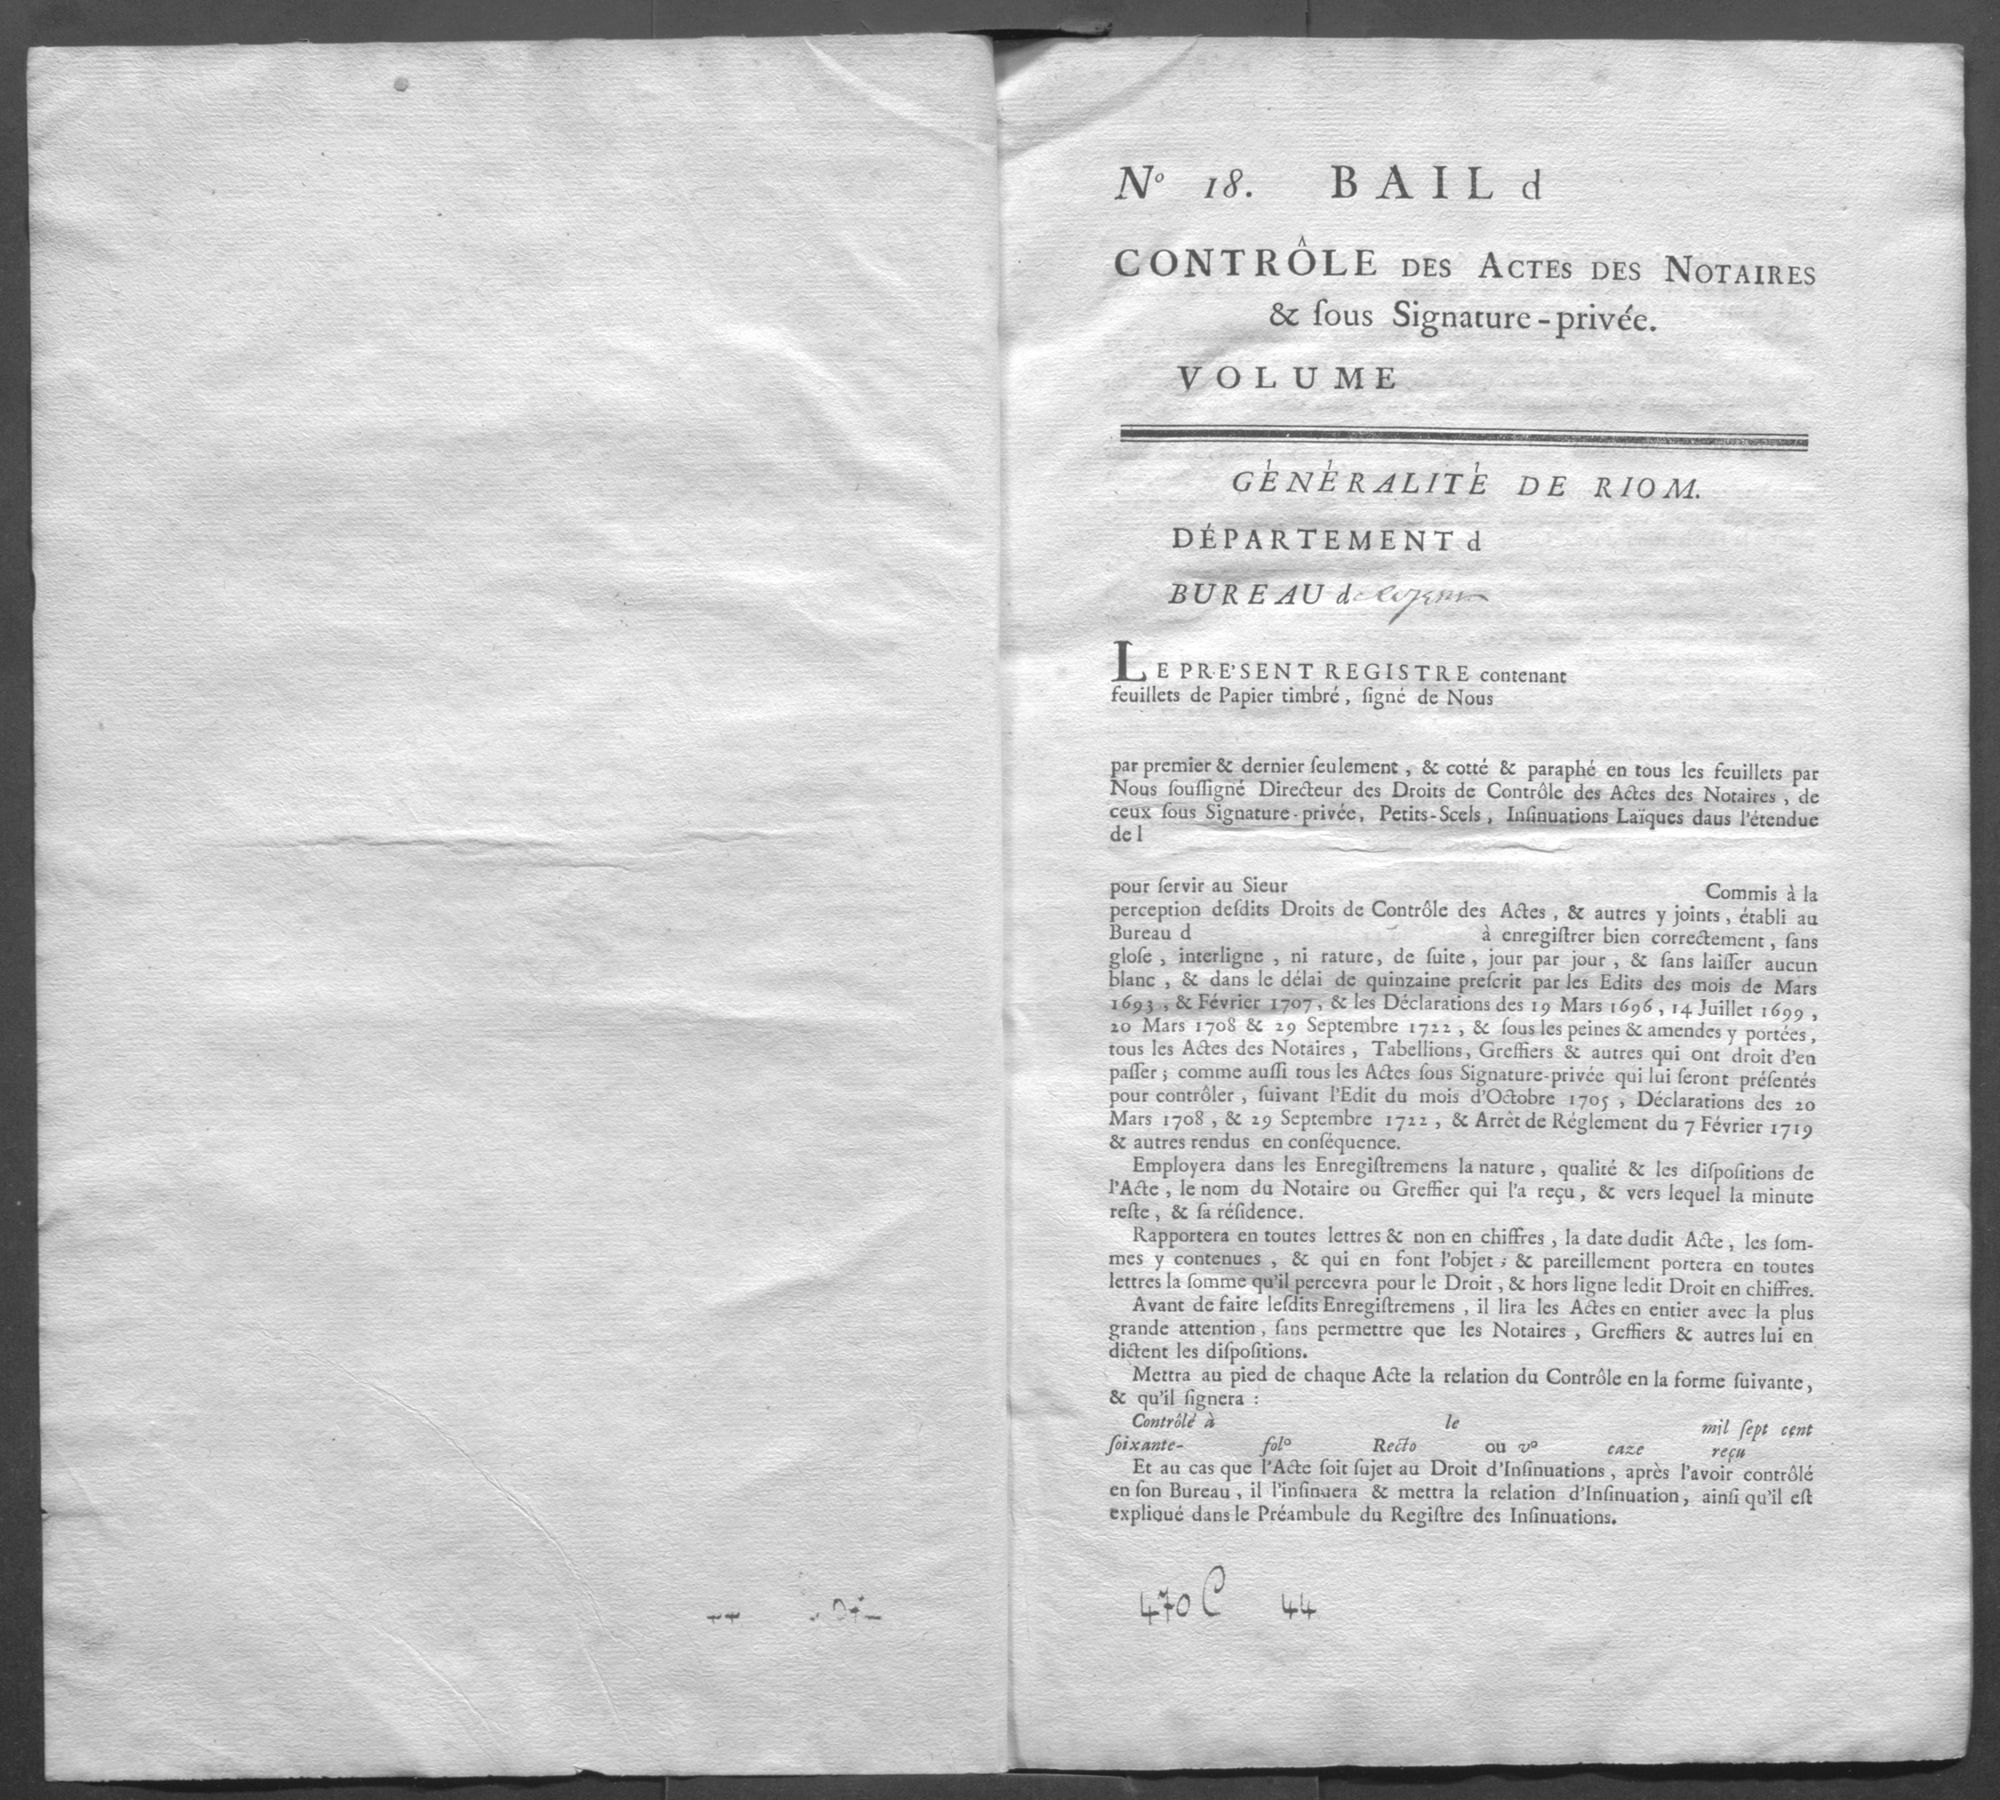 Nº 18. BAIL d
CONTRÔLE DES ACTES DES NOTAIRES
& ſous Signature-privée.
VOLUME
GÉNÉRALITÉ DE RIOM.
DÉPARTEMENT d
BUREAU de
LE PRE'SENT REGISTRE contenant
feuillets de Papier timbré, ſigné de Nous
par premier & dernier ſeulement, & cotté & paraphé en tous les feuillets par
Nous ſouſſigné Directeur des Droits de Contrôle des Actes des Notaires, de
ceux ſous Signature-privée, Petits-Scels, Inſinuations Laïques daus l'étendue
de l
pour ſervir au Sieur Commis à la
perception deſdits Droits de Contrôle des Actes, & autres y joints, établi au
Bureau d à enregiſtrer bien correctement, ſans
gloſe, interligne, ni rature, de ſuite, jour par jour, & ſans laiſſer aucun
blanc, & dans le délai de quinzaine preſcrit par les Edits des mois de Mars
1693, & Février 1707, & les Déclarations des 19 Mars 1696, 14 Juillet 1699,
20 Mars 1708 & 29 Septembre 1722, & ſous les peines & amendes y portées,
tous les Actes des Notaires, Tabellions, Greffiers & autres qui ont droit d'en
paſſer; comme auſſi tous les Actes ſous Signature-privée qui lui ſeront préſentés
pour contrôler, ſuivant l'Edit du mois d'Octobre 1705, Déclarations des 20
Mars 1708, & 29 Septembre 1722, & Arrêt de Réglement du 7 Février 1719
& autres rendus en conſéquence.
Employera dans les Enregiſtremens la nature, qualité & les diſpoſitions de
l'Acte, le nom du Notaire ou Greffier qui l'a reçu, & vers lequel la minute
reſte, & ſa réſidence.
Rapportera en toutes lettres & non en chiffres, la date dudit Acte, les ſom-
mes y contenues, & qui en font l'objet; & pareillement portera en toutes
lettres la ſomme qu'il percevra pour le Droit, & hors ligne ledit Droit en chiffres.
Avant de faire leſdits Enregiſtremens, il lira les Actes en entier avec la plus
grande attention, ſans permettre que les Notaires, Greffiers & autres lui en
dictent les diſpoſitions.
Mettra au pied de chaque Acte la relation du Contrôle en la forme ſuivante,
& qu'il ſignera :
Contrôlé à le mil ſept cent
ſoixante- folº Recto ou vº caze reçu
Et au cas que l'Acte ſoit ſujet au Droit d'Inſinuations, après l'avoir contrôlé
en ſon Bureau, il l'inſinuera & mettra la relation d'Inſinuation, ainſi qu'il eſt
expliqué dans le Préambule du Regiſtre des Inſinuations.
470 C 44